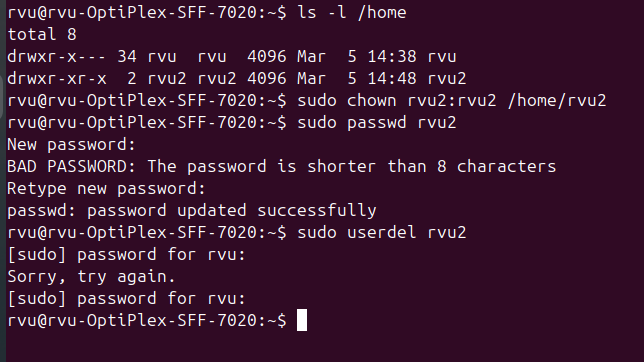 rvu@rvu-OptiPlex-SFF-7020:~$ ls -l /home
total 8
drwxr-x--- 34 rvu  rvu  4096 Mar  5 14:38 rvu
drwxr-xr-x  2 rvu2 rvu2 4096 Mar  5 14:48 rvu2
rvu@rvu-OptiPlex-SFF-7020:~$ sudo chown rvu2:rvu2 /home/rvu2
rvu@rvu-OptiPlex-SFF-7020:~$ sudo passwd rvu2
New password:
BAD PASSWORD: The password is shorter than 8 characters
Retype new password:
passwd: password updated successfully
rvu@rvu-OptiPlex-SFF-7020:~$ sudo userdel rvu2
[sudo] password for rvu:
Sorry, try again.
[sudo] password for rvu:
rvu@rvu-OptiPlex-SFF-7020:~$